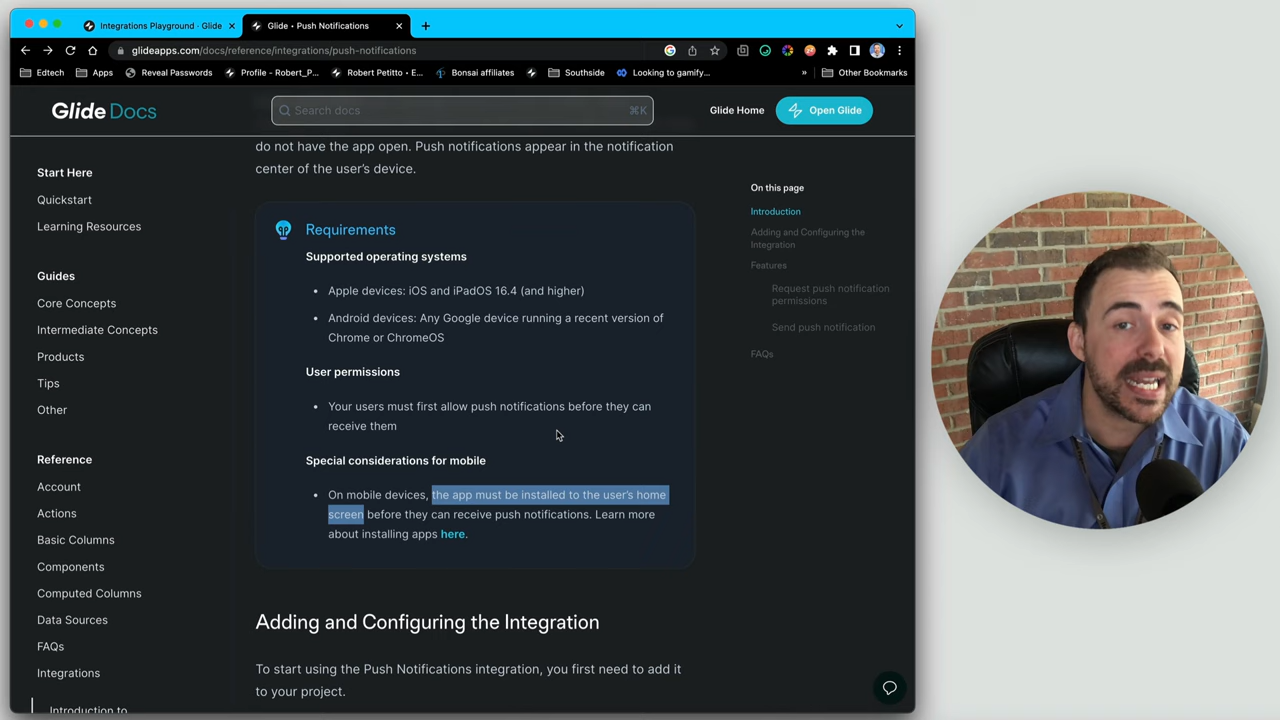 Integrations Playground · Glide
Glide • Push Notifications
glideapps.com/docs/reference/integrations/push-notifications
Edtech
Apps
Reveal Passwords
Profile - Robert_P...
Robert Petitto • E...
Bonsai affiliates
Southside
Looking to gamify...
»
Other Bookmarks
Glide Docs
Search docs
⌘K
Glide Home
Open Glide
Start Here
Quickstart
Learning Resources
Guides
Core Concepts
Intermediate Concepts
Products
Tips
Other
Reference
Account
Actions
Basic Columns
Components
Computed Columns
Data Sources
FAQs
Integrations
Introduction to
do not have the app open. Push notifications appear in the notification
center of the user's device.
Requirements
Supported operating systems
• Apple devices: iOS and iPadOS 16.4 (and higher)
• Android devices: Any Google device running a recent version of
Chrome or ChromeOS
User permissions
• Your users must first allow push notifications before they can
receive them
Special considerations for mobile
• On mobile devices, the app must be installed to the user's home
screen before they can receive push notifications. Learn more
about installing apps here.
Adding and Configuring the Integration
To start using the Push Notifications integration, you first need to add it
to your project.
On this page
Introduction
Adding and Configuring the
Integration
Features
Request push notification
permissions
Send push notification
FAQs